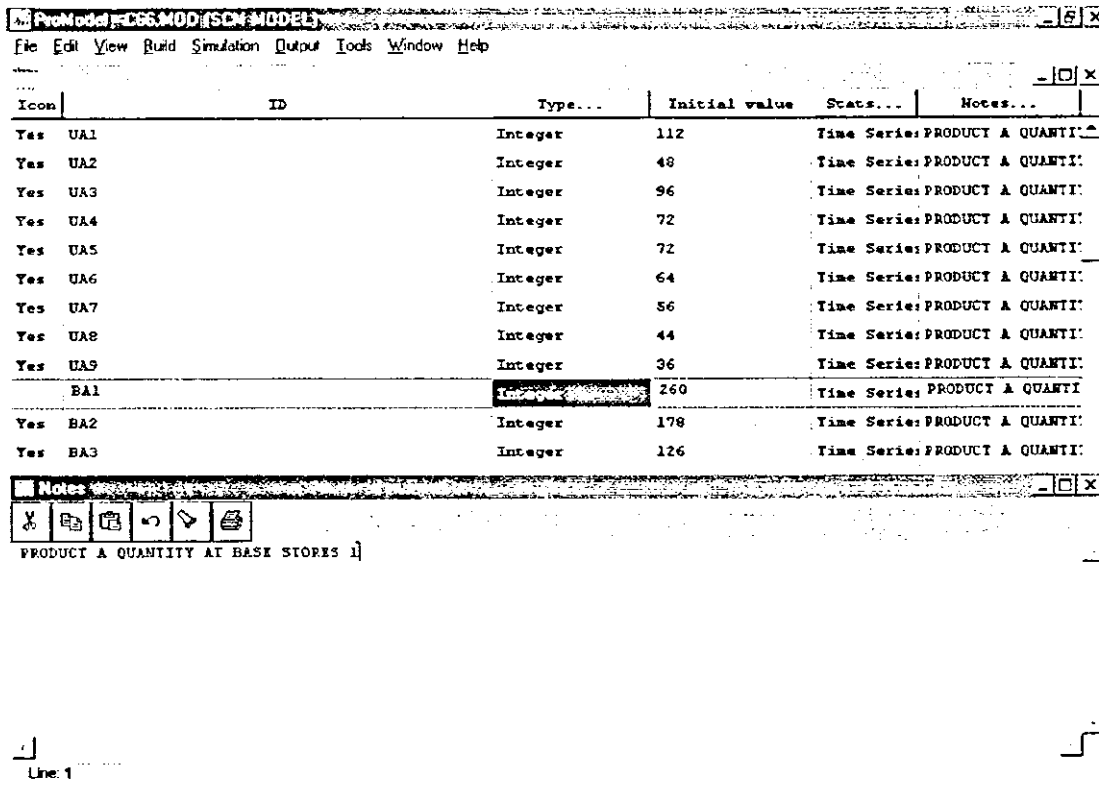 ProModel - C66.MOD (SCM MODEL)
File Edit View Build Simulation Output Tools Window Help
Icon ID Type... Initial value Stats... Notes...
Yes UA1 Integer 112 Time Series PRODUCT A QUANTI
Yes UA2 Integer 48 Time Series PRODUCT A QUANTI
Yes UA3 Integer 96 Time Series PRODUCT A QUANTI
Yes UA4 Integer 72 Time Series PRODUCT A QUANTI
Yes UA5 Integer 72 Time Series PRODUCT A QUANTI
Yes UA6 Integer 64 Time Series PRODUCT A QUANTI
Yes UA7 Integer 56 Time Series PRODUCT A QUANTI
Yes UA8 Integer 44 Time Series PRODUCT A QUANTI
Yes UA9 Integer 36 Time Series PRODUCT A QUANTI
BA1 260 Time Series PRODUCT A QUANTI
Yes BA2 Integer 178 Time Series PRODUCT A QUANTI
Yes BA3 Integer 126 Time Series PRODUCT A QUANTI
Notes
PRODUCT A QUANTITY AT BASE STORES 1
Line: 1